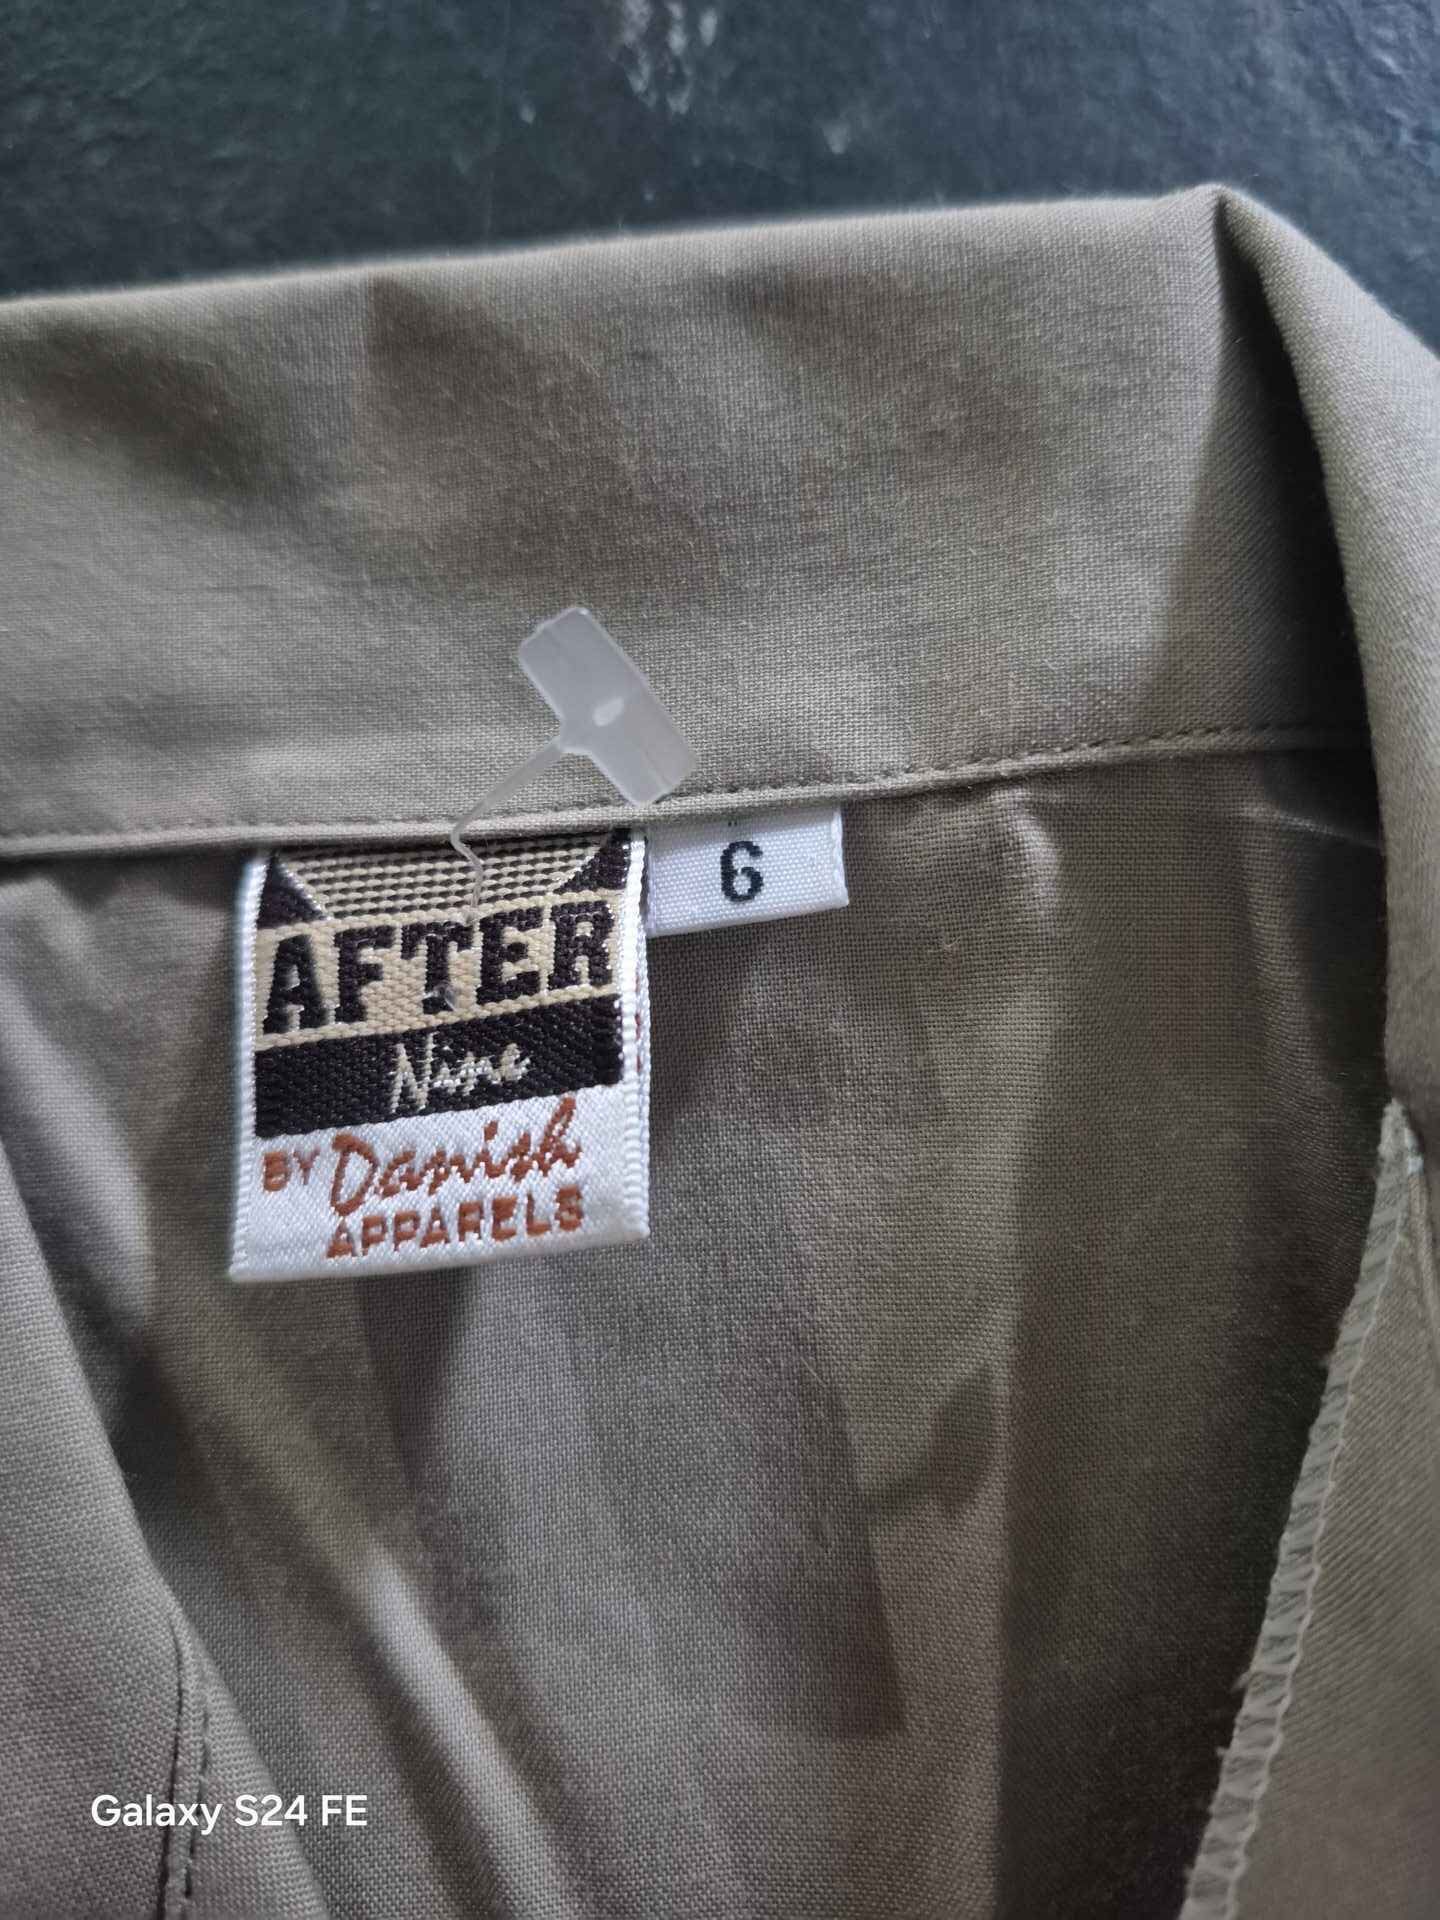 6
AFTER
Nine
BY Danish
APPARELS
Galaxy S24 FE